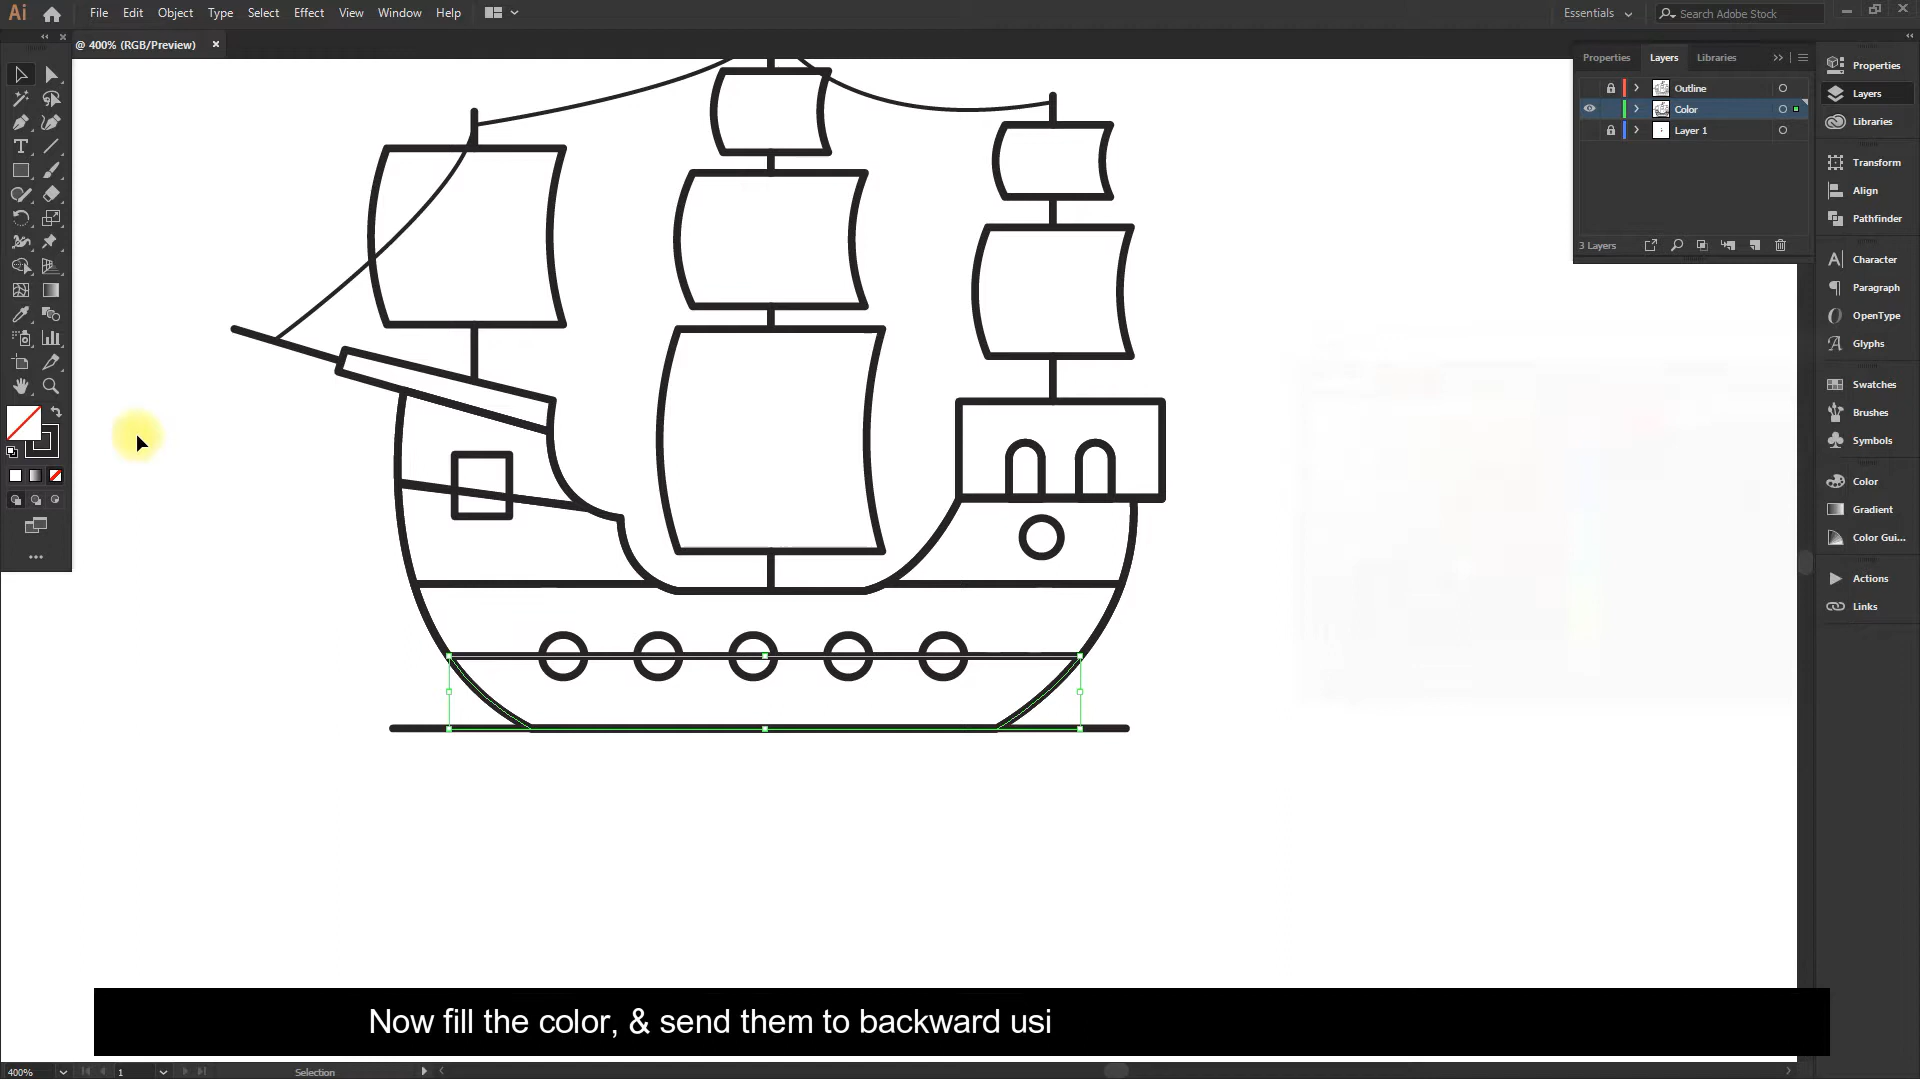 Ai File Edit Object Type Select Effect View Window Help Essentials Search Adobe Stock
@ 400% (RGB/Preview)
Properties Layers Libraries
Outline
Color
Layer 1
3 Layers
Properties
Layers
Libraries
Transform
Align
Pathfinder
Character
Paragraph
OpenType
Glyphs
Swatches
Brushes
Symbols
Color
Gradient
Color Gui...
Actions
Links
Now fill the color, & send them to backward usi
400% 1 Selection